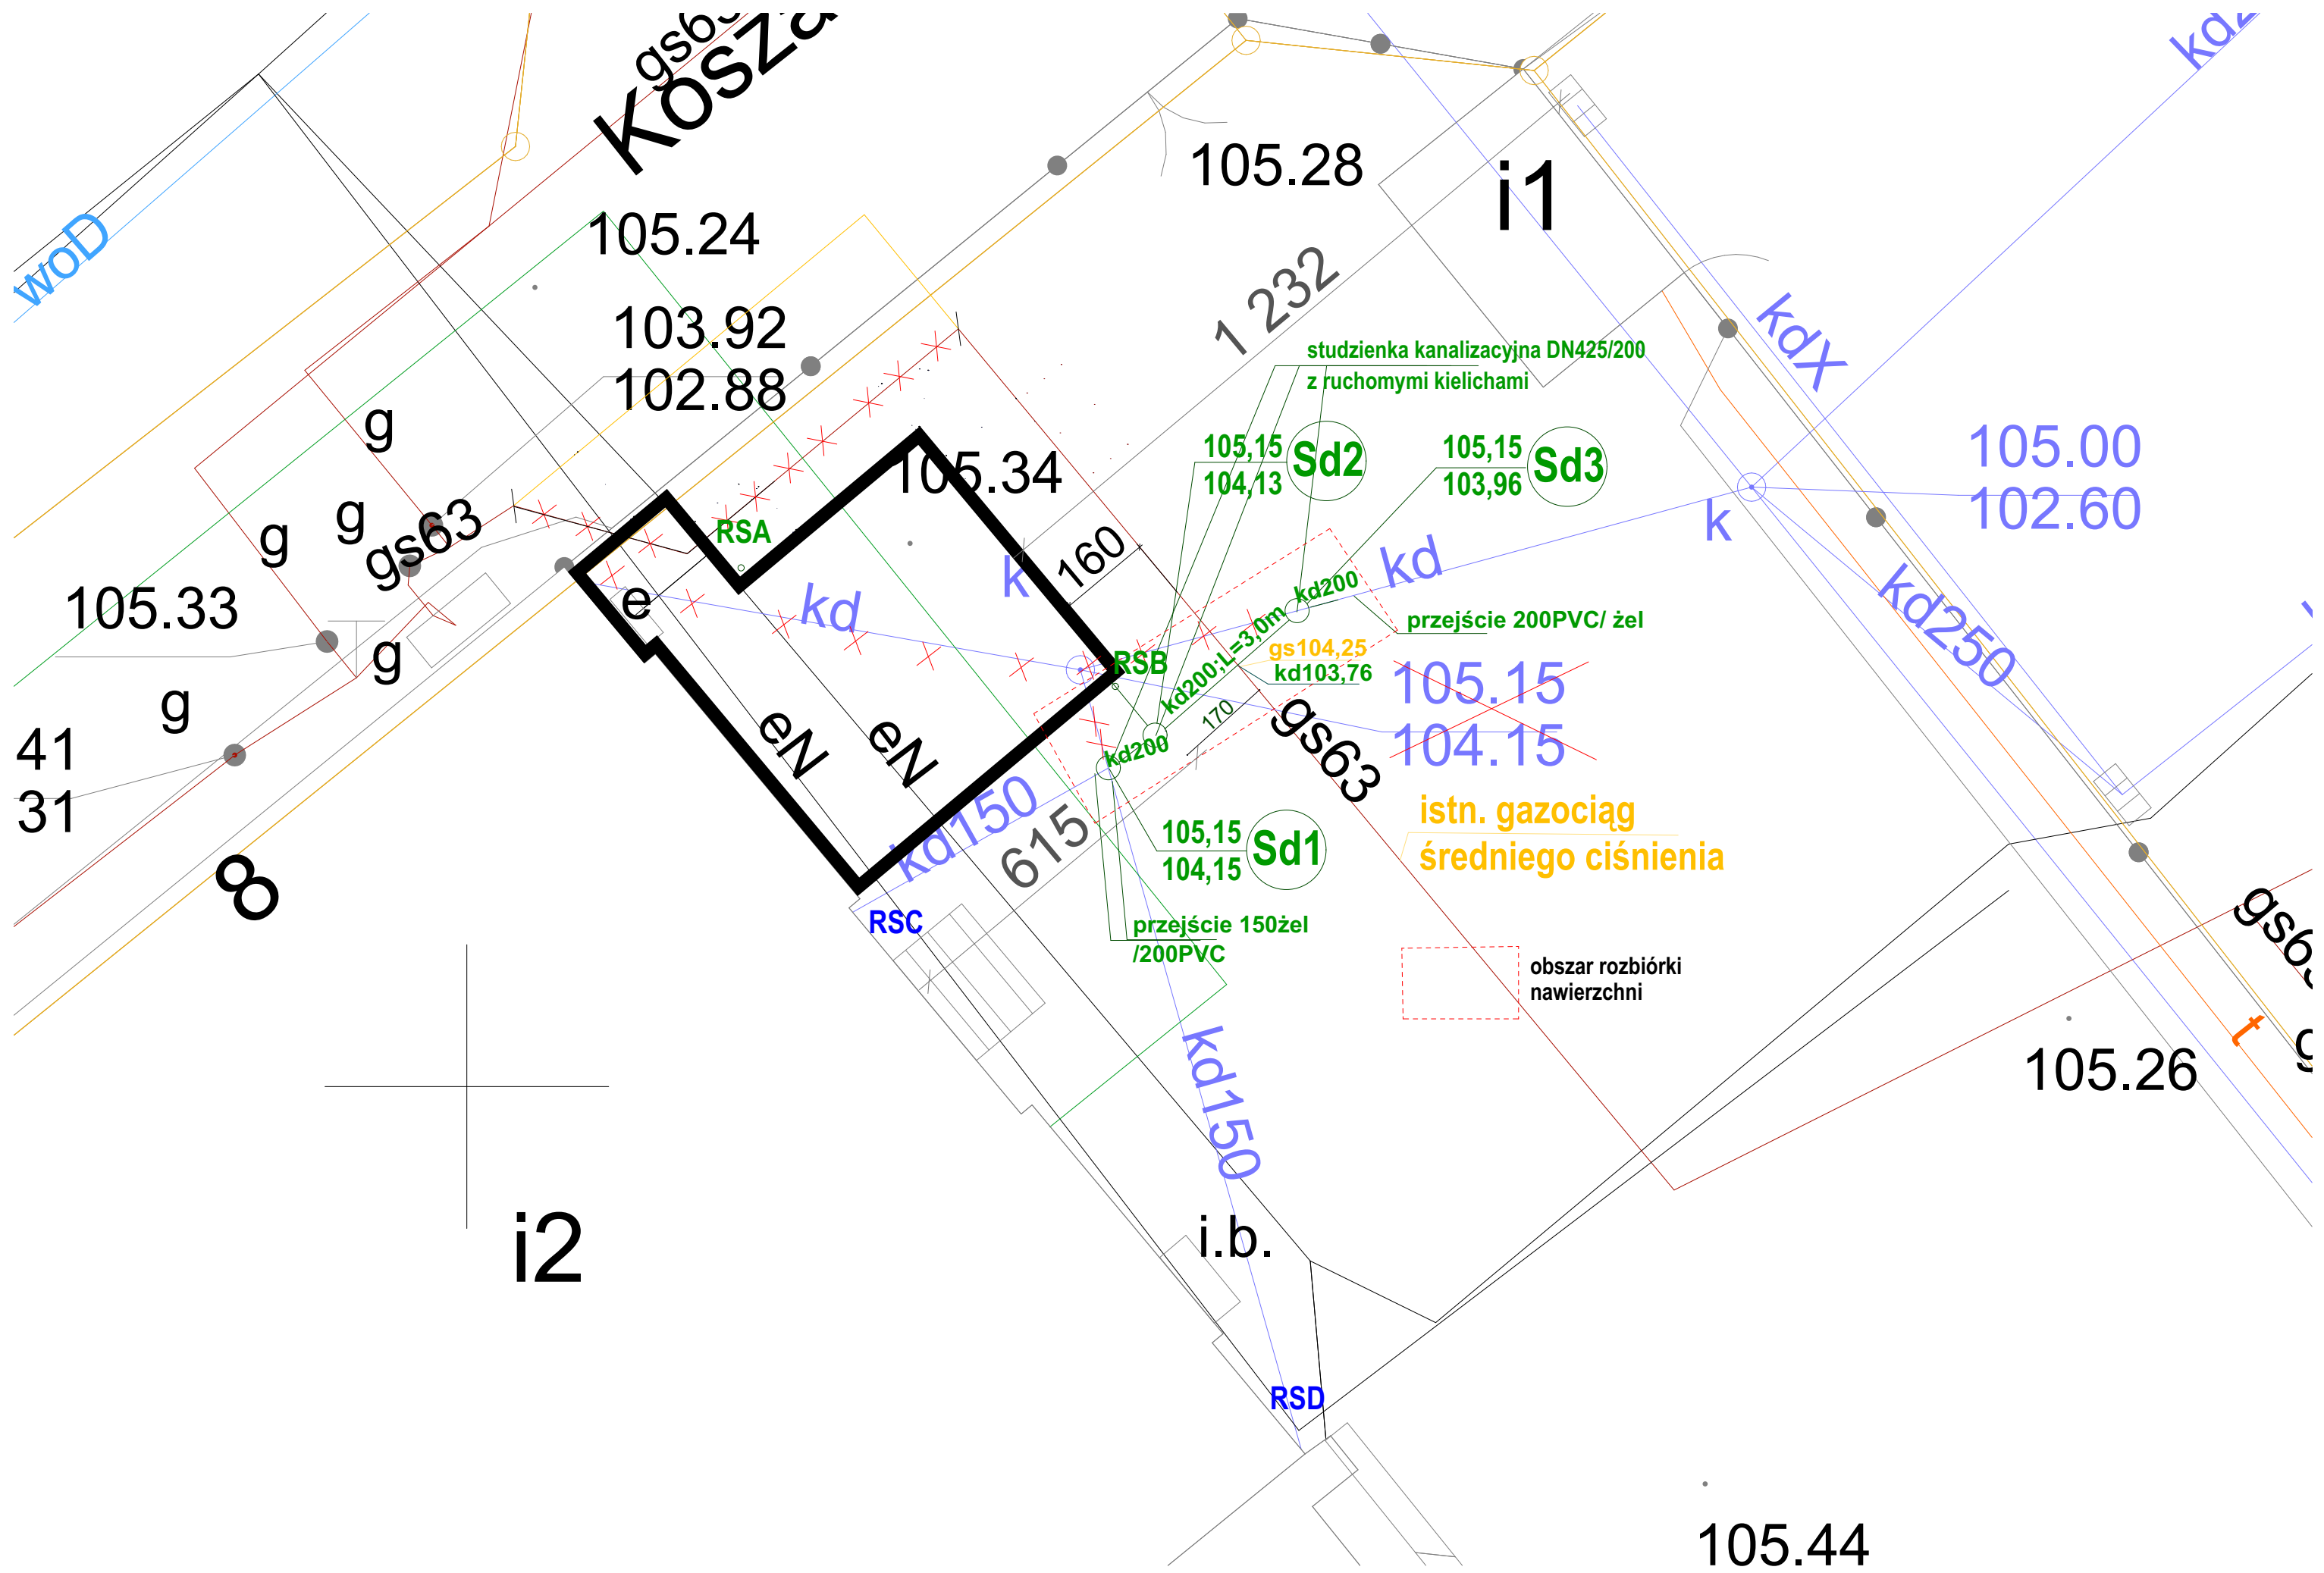 gs63
Kosza
kd2
105.28
i1
woD
105.24
103.92
102.88
1 232
kdX
studzienka kanalizacyjna DN425/200
z ruchomymi kielichami
g
105.34
105,15
104,13
Sd2
105,15
103,96
Sd3
105.00
102.60
g
g
gs63
RSA
k
160
kd
k
105.33
e
kd
kd200
przejście 200PVC/ żel
kd250
g
RSB
kd200;L=3,0m
gs104,25
kd103,76
105.15
104.15
g
170
41
31
eN
eN
kd200
gs63
istn. gazociąg
średniego ciśnienia
kd150
615
105,15
104,15
Sd1
8
RSC
przejście 150żel
/200PVC
obszar rozbiórki
nawierzchni
gs63
t
g
105.26
kd150
i2
i.b.
RSD
105.44